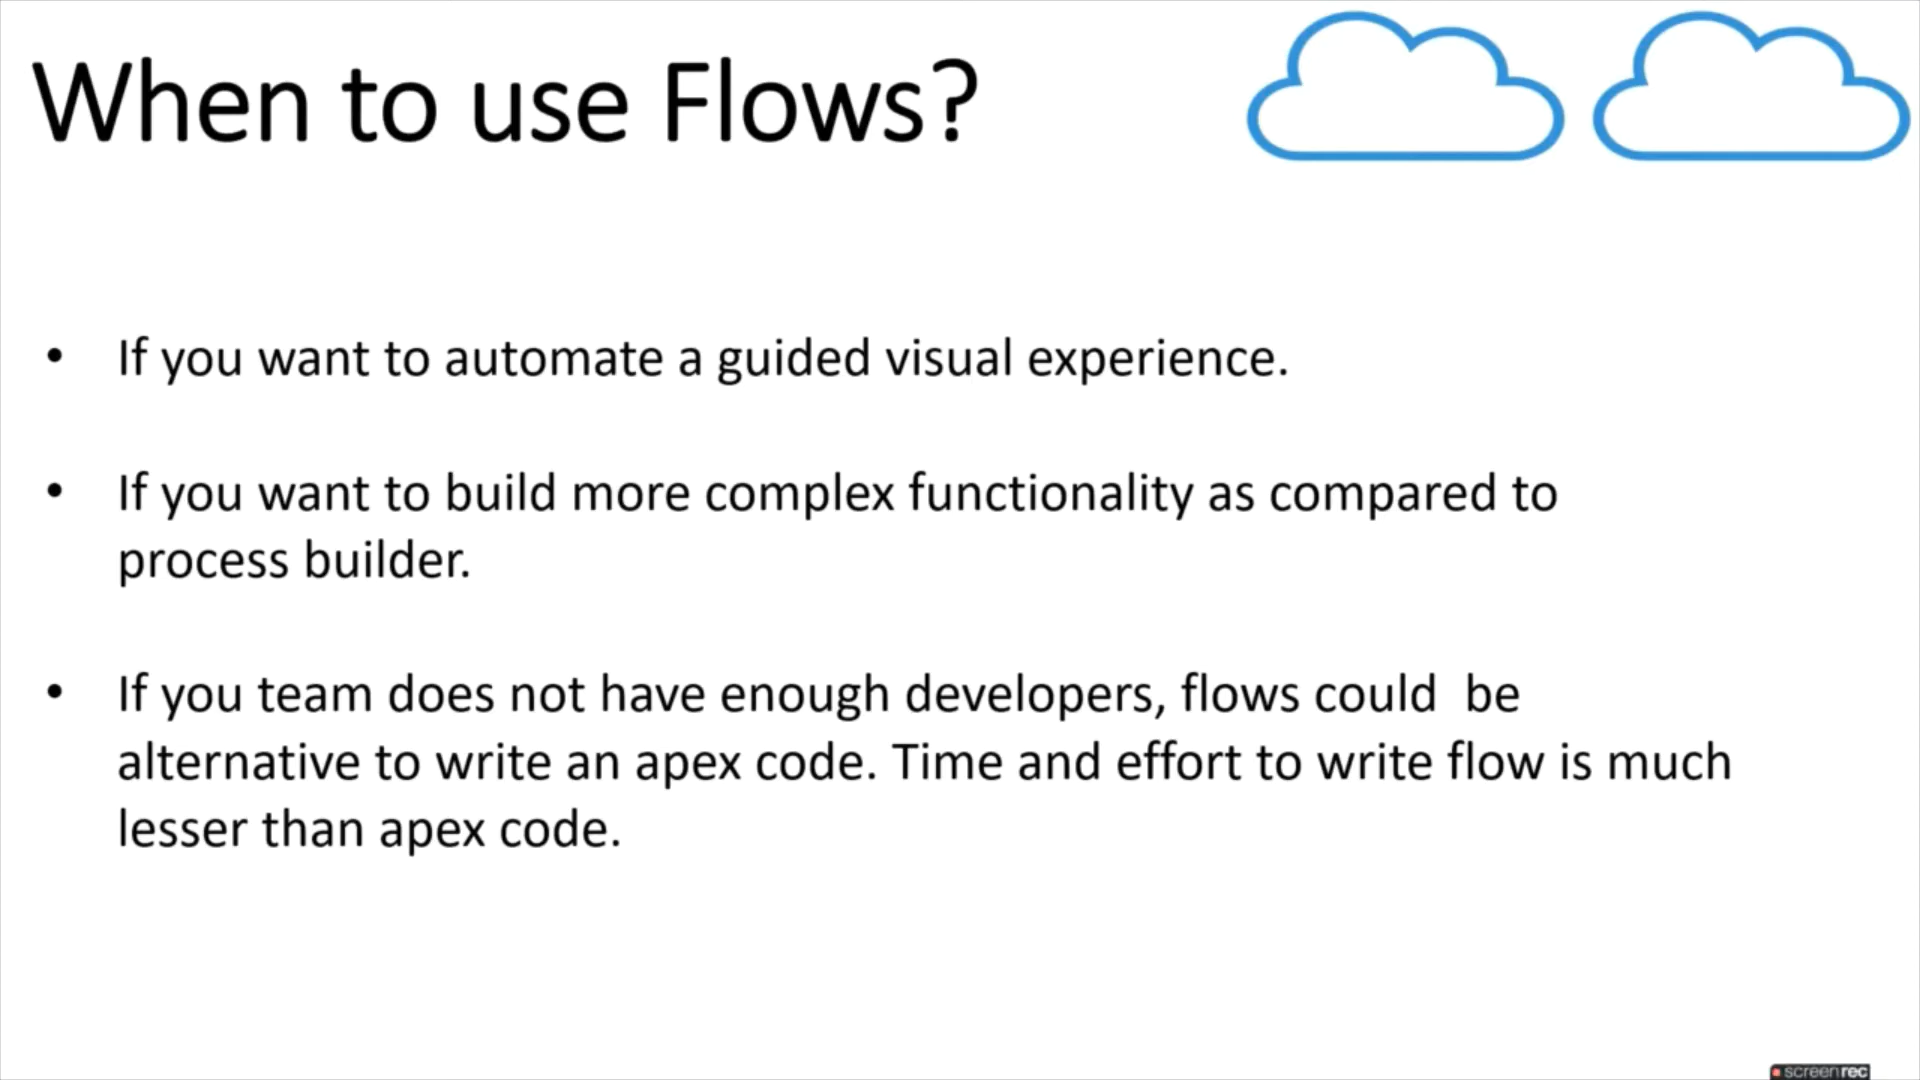 When to use Flows?
• If you want to automate a guided visual experience.
• If you want to build more complex functionality as compared to
process builder.
• If you team does not have enough developers, flows could  be
alternative to write an apex code. Time and effort to write flow is much
lesser than apex code.
screenrec